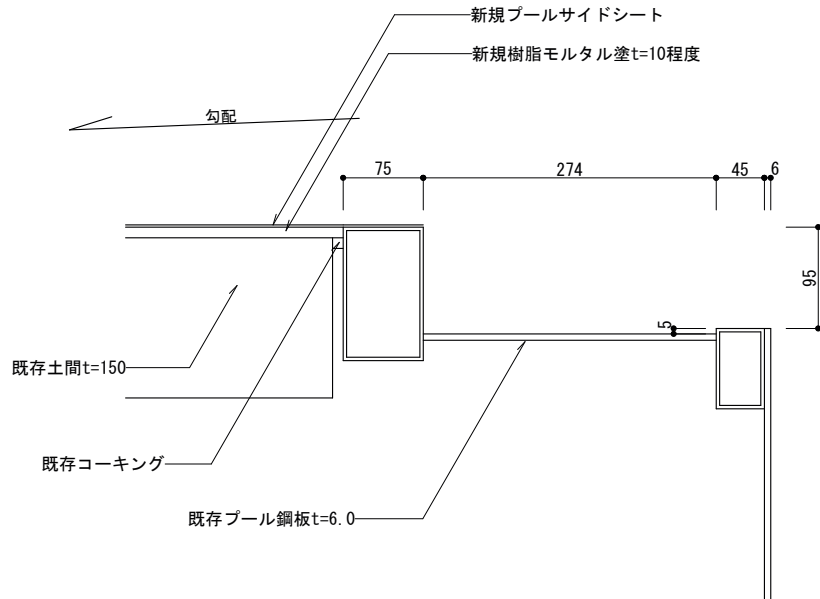 新規プールサイドシート
新規樹脂モルタル塗t=10程度
勾配
75
274
45
6
95
5
既存土間t=150
既存コーキング
既存プール鋼板t=6.0